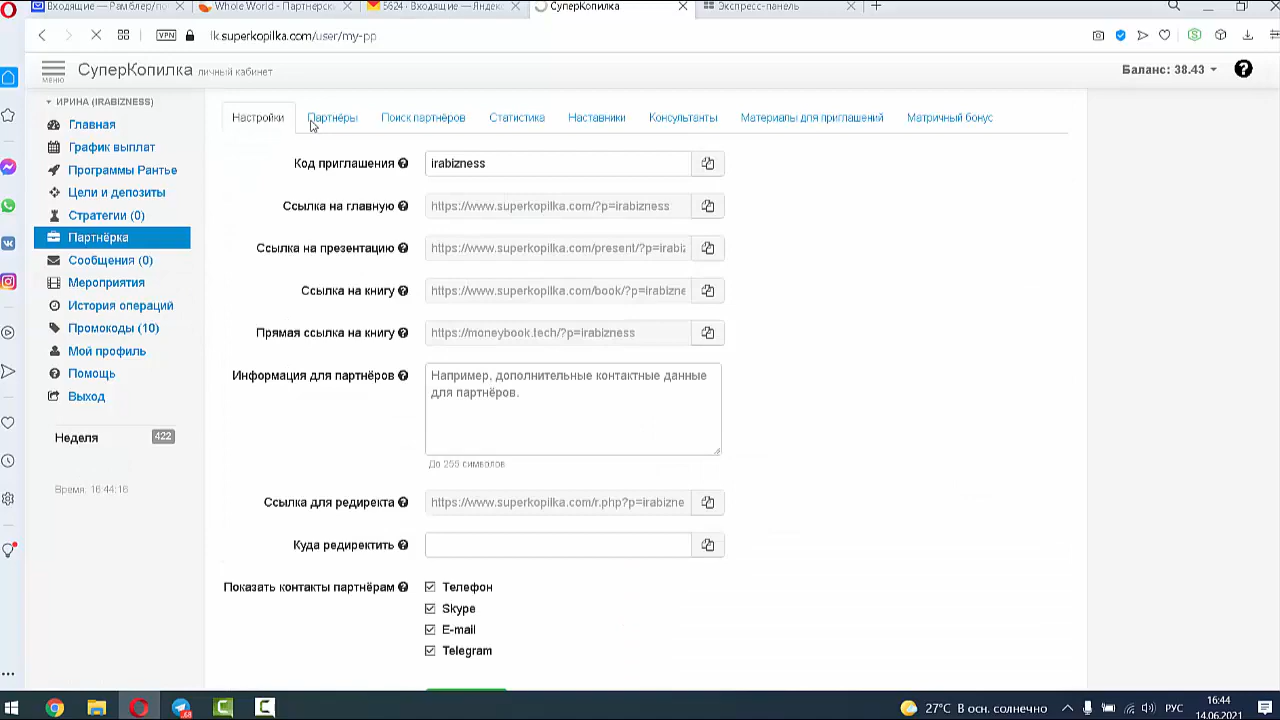 Входящие — Рамблер/по
Whole World - Партнерск
5624 · Входящие — Яндек
СуперКопилка
Экспресс-панель
VPN
lk.superkopilka.com/user/my-pp
МЕНЮ
СуперКопилка личный кабинет
Баланс: 38.43
ИРИНА (IRABIZNESS)
Главная
График выплат
Программы Рантье
Цели и депозиты
Стратегии (0)
Партнёрка
Сообщения (0)
Мероприятия
История операций
Промокоды (10)
Мой профиль
Помощь
Выход
Неделя 422
Время: 16:44:16
Настройки
Партнёры
Поиск партнёров
Статистика
Наставники
Консультанты
Материалы для приглашений
Матричный бонус
Код приглашения
irabizness
Ссылка на главную
https://www.superkopilka.com/?p=irabizness
Ссылка на презентацию
https://www.superkopilka.com/present/?p=irabiz
Ссылка на книгу
https://www.superkopilka.com/book/?p=irabizne
Прямая ссылка на книгу
https://moneybook.tech/?p=irabizness
Информация для партнёров
Например, дополнительные контактные данные
для партнёров.
До 255 символов
Ссылка для редиректа
https://www.superkopilka.com/r.php?p=irabizne
Куда редиректить
Показать контакты партнёрам
Телефон
Skype
E-mail
Telegram
27°C В осн. солнечно
РУС
16:44
14.06.2021